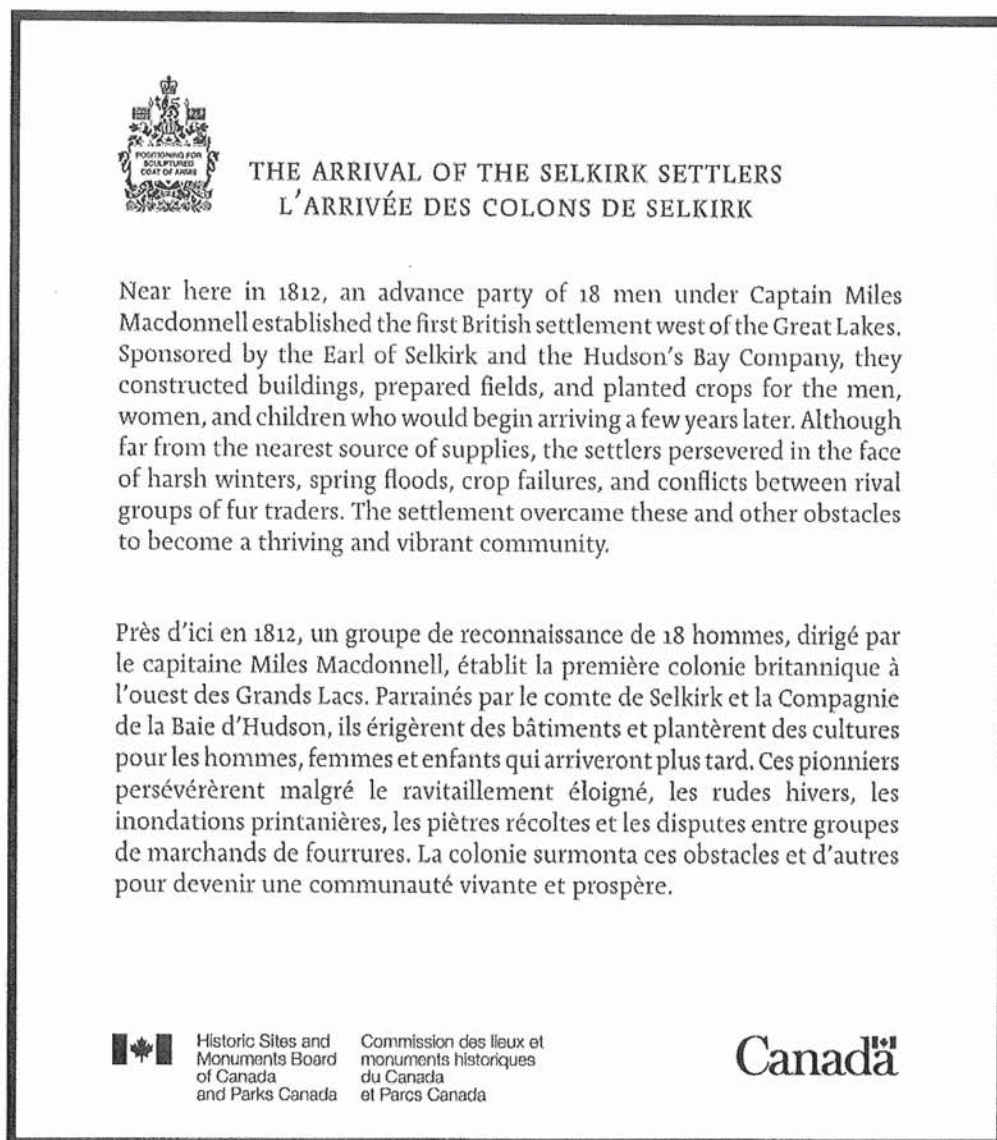 POSITIONING FOR
SCULPTURED
COAT OF ARMS
THE ARRIVAL OF THE SELKIRK SETTLERS
L'ARRIVÉE DES COLONS DE SELKIRK
Near here in 1812, an advance party of 18 men under Captain Miles
Macdonnell established the first British settlement west of the Great Lakes.
Sponsored by the Earl of Selkirk and the Hudson's Bay Company, they
constructed buildings, prepared fields, and planted crops for the men,
women, and children who would begin arriving a few years later. Although
far from the nearest source of supplies, the settlers persevered in the face
of harsh winters, spring floods, crop failures, and conflicts between rival
groups of fur traders. The settlement overcame these and other obstacles
to become a thriving and vibrant community.
Près d'ici en 1812, un groupe de reconnaissance de 18 hommes, dirigé par
le capitaine Miles Macdonnell, établit la première colonie britannique à
l'ouest des Grands Lacs. Parrainés par le comte de Selkirk et la Compagnie
de la Baie d'Hudson, ils érigèrent des bâtiments et plantèrent des cultures
pour les hommes, femmes et enfants qui arriveront plus tard. Ces pionniers
persévérèrent malgré le ravitaillement éloigné, les rudes hivers, les
inondations printanières, les piètres récoltes et les disputes entre groupes
de marchands de fourrures. La colonie surmonta ces obstacles et d'autres
pour devenir une communauté vivante et prospère.
Historic Sites and
Monuments Board
of Canada
and Parks Canada
Commission des lieux et
monuments historiques
du Canada
et Parcs Canada
Canada